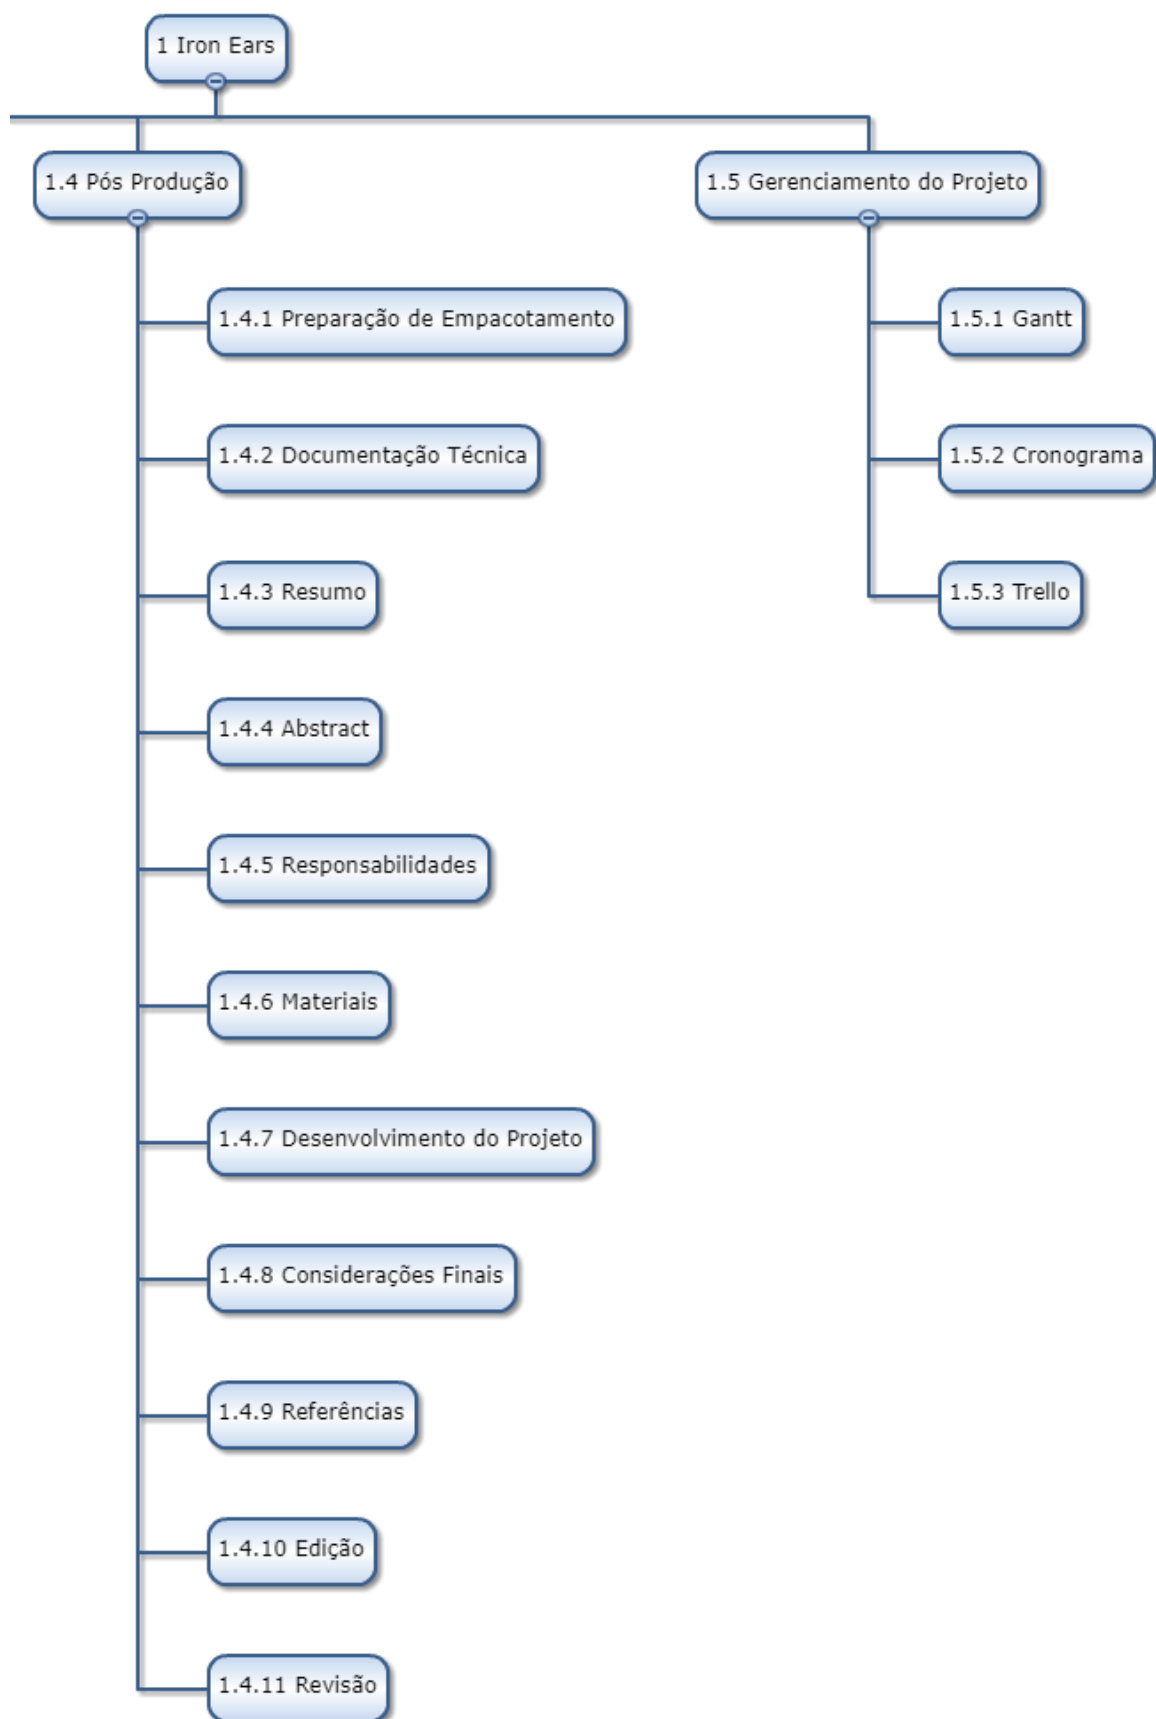 1 Iron Ears
1.4 Pós Produção
1.5 Gerenciamento do Projeto
1.4.1 Preparação de Empacotamento
1.5.1 Gantt
1.4.2 Documentação Técnica
1.5.2 Cronograma
1.4.3 Resumo
1.5.3 Trello
1.4.4 Abstract
1.4.5 Responsabilidades
1.4.6 Materiais
1.4.7 Desenvolvimento do Projeto
1.4.8 Considerações Finais
1.4.9 Referências
1.4.10 Edição
1.4.11 Revisão